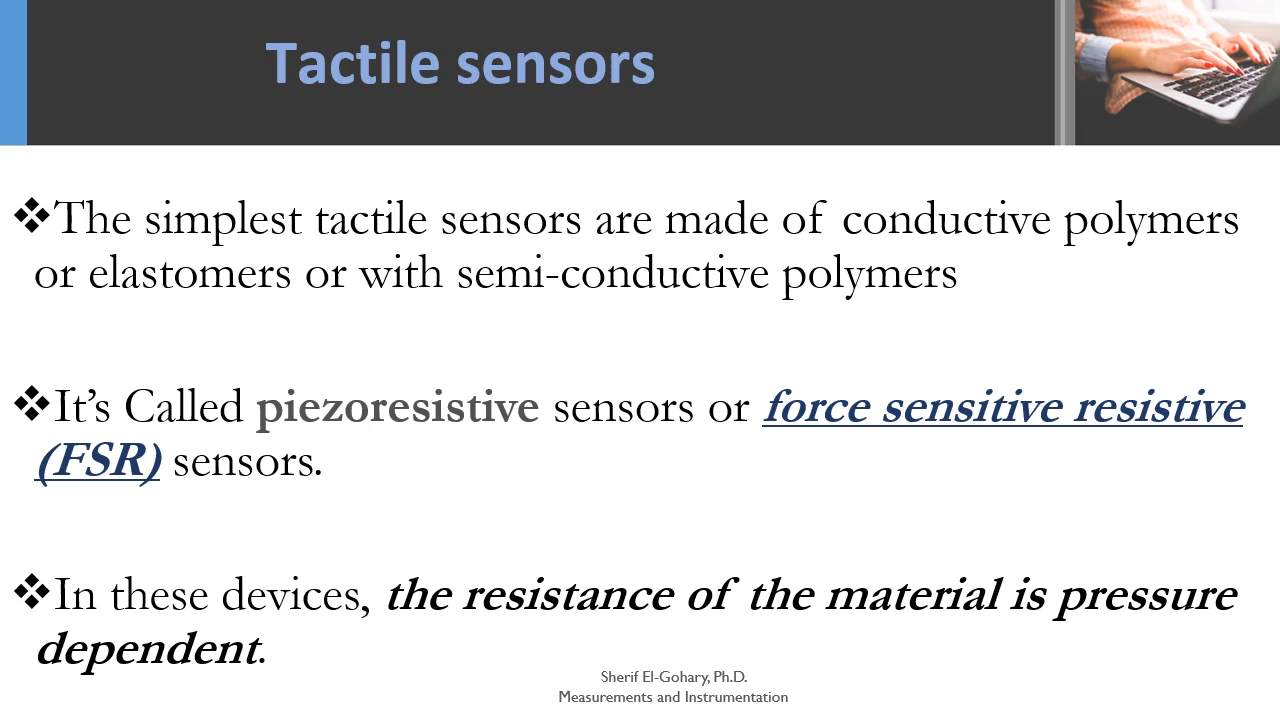 Tactile sensors
❖The simplest tactile sensors are made of conductive polymers
or elastomers or with semi-conductive polymers
❖It’s Called piezoresistive sensors or force sensitive resistive
(FSR) sensors.
❖In these devices, the resistance of the material is pressure
dependent.
Sherif El-Gohary, Ph.D.
Measurements and Instrumentation